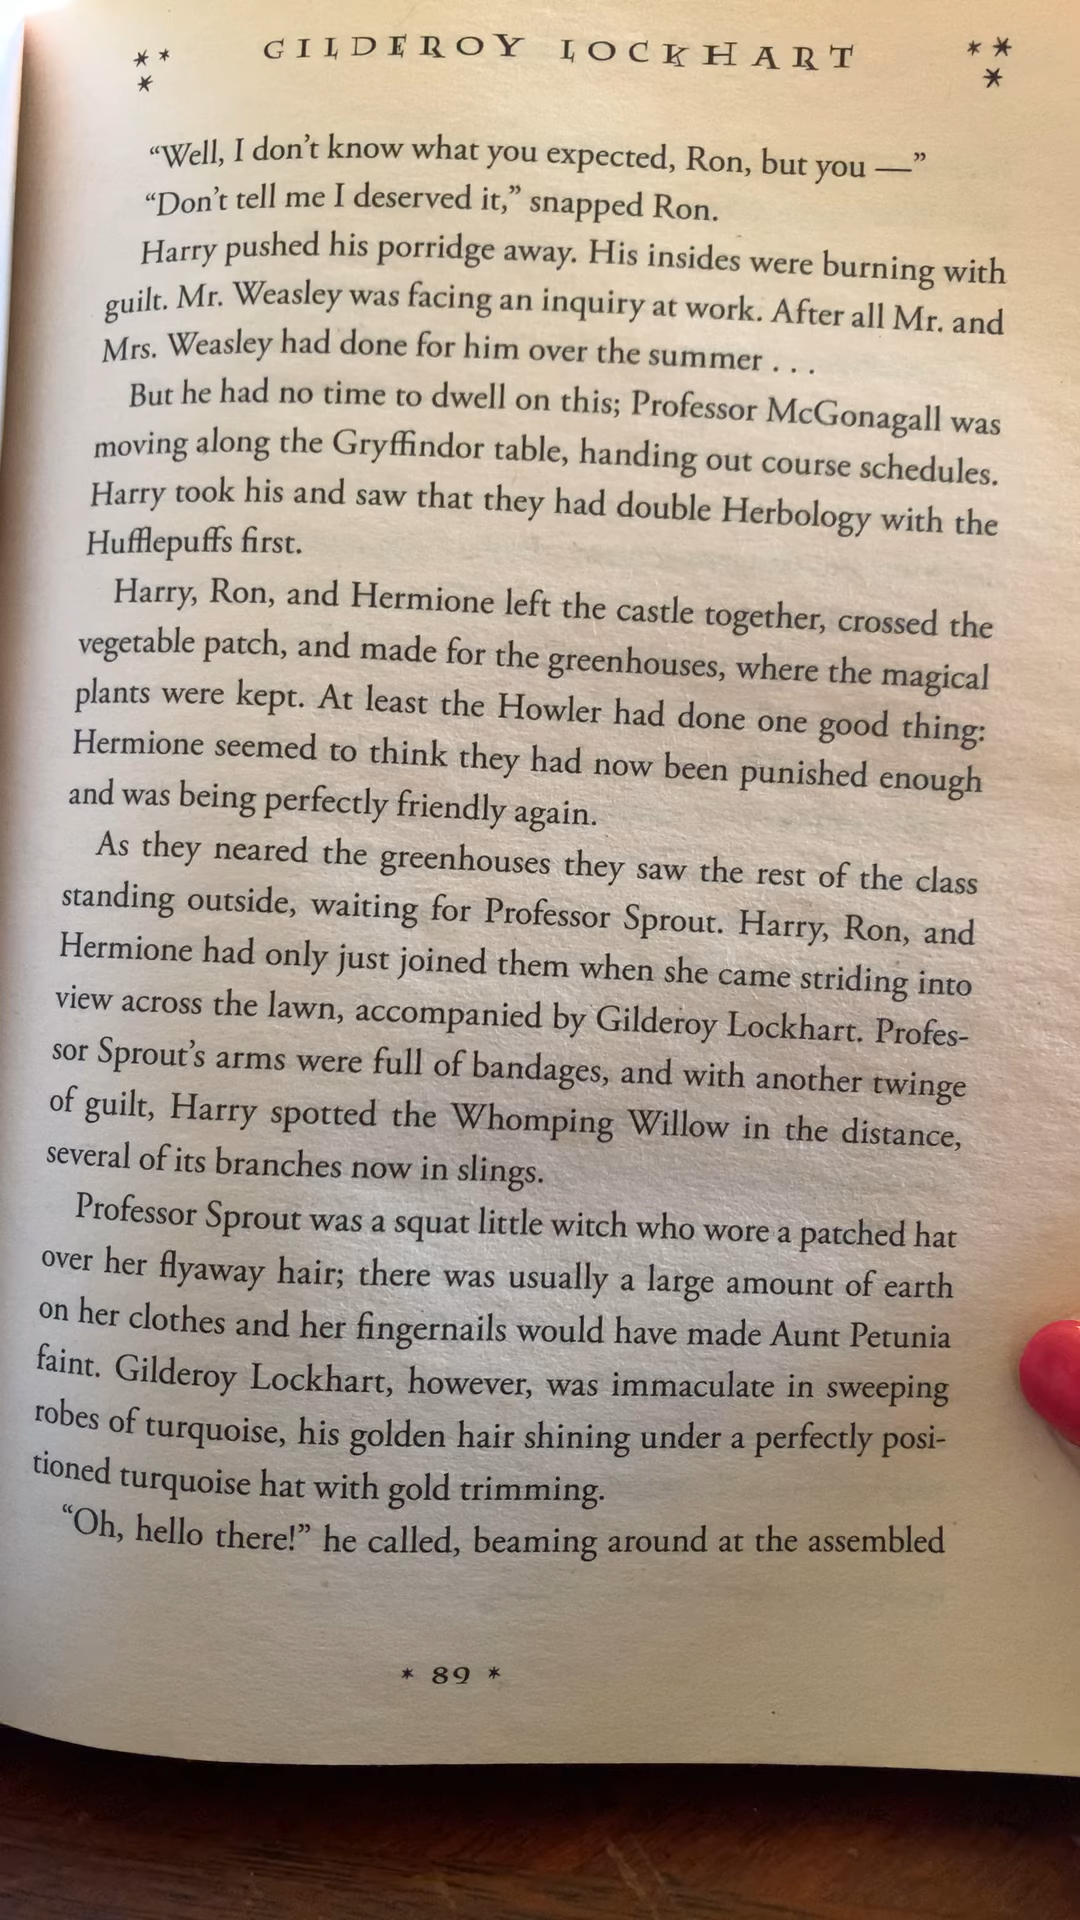 * * * GILDEROY LOCKHART * * *
“Well, I don’t know what you expected, Ron, but you —”
“Don’t tell me I deserved it,” snapped Ron.
Harry pushed his porridge away. His insides were burning with
guilt. Mr. Weasley was facing an inquiry at work. After all Mr. and
Mrs. Weasley had done for him over the summer . . .
But he had no time to dwell on this; Professor McGonagall was
moving along the Gryffindor table, handing out course schedules.
Harry took his and saw that they had double Herbology with the
Hufflepuffs first.
Harry, Ron, and Hermione left the castle together, crossed the
vegetable patch, and made for the greenhouses, where the magical
plants were kept. At least the Howler had done one good thing:
Hermione seemed to think they had now been punished enough
and was being perfectly friendly again.
As they neared the greenhouses they saw the rest of the class
standing outside, waiting for Professor Sprout. Harry, Ron, and
Hermione had only just joined them when she came striding into
view across the lawn, accompanied by Gilderoy Lockhart. Profes-
sor Sprout’s arms were full of bandages, and with another twinge
of guilt, Harry spotted the Whomping Willow in the distance,
several of its branches now in slings.
Professor Sprout was a squat little witch who wore a patched hat
over her flyaway hair; there was usually a large amount of earth
on her clothes and her fingernails would have made Aunt Petunia
faint. Gilderoy Lockhart, however, was immaculate in sweeping
robes of turquoise, his golden hair shining under a perfectly posi-
tioned turquoise hat with gold trimming.
“Oh, hello there!” he called, beaming around at the assembled
* 89 *